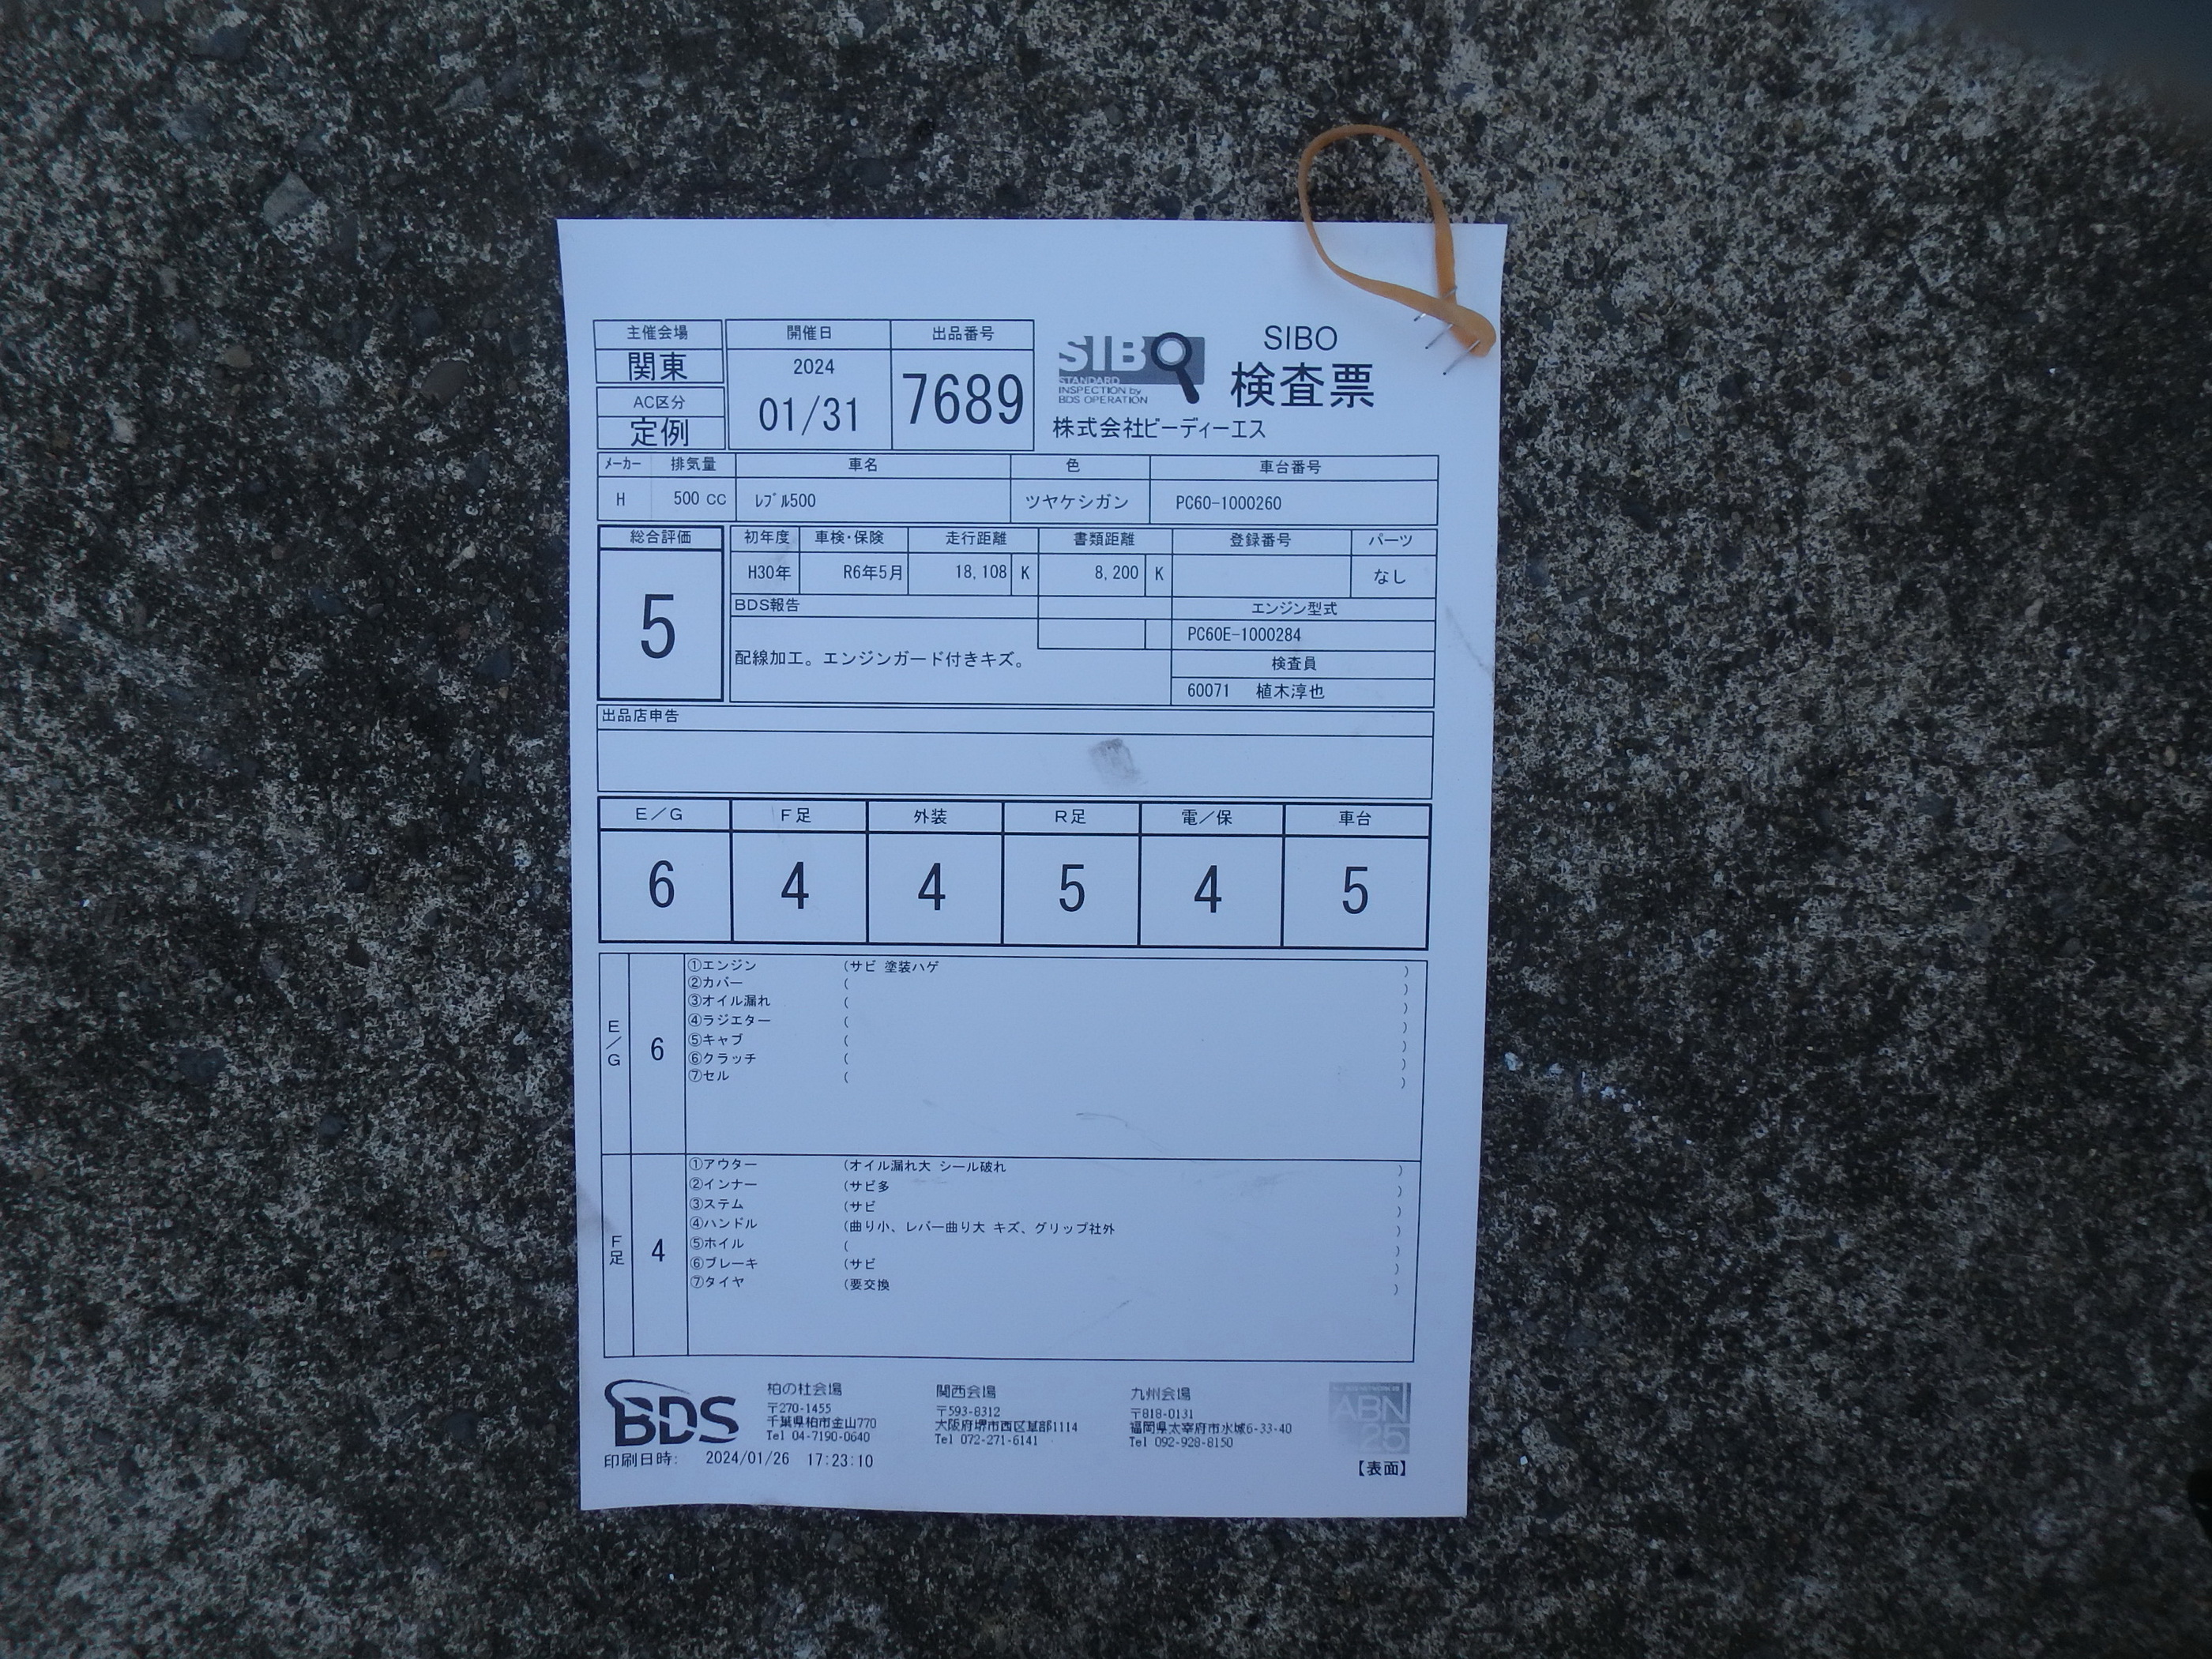 主催会場 開催日 出品番号
関東 2024 01/31 7689
AC区分
定例
SIBO
STANDARD
INSPECTION by
BDS OPERATION
SIBO
検査票
株式会社ビーディーエス
メーカー 排気量 車名 色 車台番号
H 500 CC レブル500 ツヤケシガン PC60-1000260
総合評価 初年度 車検・保険 走行距離 書類距離 登録番号 パーツ
5 H30年 R6年5月 18,108 K 8,200 K なし
BDS報告 エンジン型式
PC60E-1000284
配線加工。エンジンガード付きキズ。
検査員
60071 植木淳也
出品店申告
E/G F足 外装 R足 電/保 車台
6 4 4 5 4 5
E/G 6
①エンジン (サビ 塗装ハゲ )
②カバー ( )
③オイル漏れ ( )
④ラジエター ( )
⑤キャブ ( )
⑥クラッチ ( )
⑦セル ( )
F足 4
①アウター (オイル漏れ大 シール破れ )
②インナー (サビ多 )
③ステム (サビ )
④ハンドル (曲り小、レバー曲り大 キズ、グリップ社外 )
⑤ホイル ( )
⑥ブレーキ (サビ )
⑦タイヤ (要交換 )
BDS
柏の杜会場
〒270-1455
千葉県柏市金山770
Tel 04-7190-0640
関西会場
〒593-8312
大阪府堺市西区草部1114
Tel 072-271-6141
九州会場
〒818-0131
福岡県太宰府市水城6-33-40
Tel 092-928-8150
ABN
25
印刷日時: 2024/01/26 17:23:10
【表面】